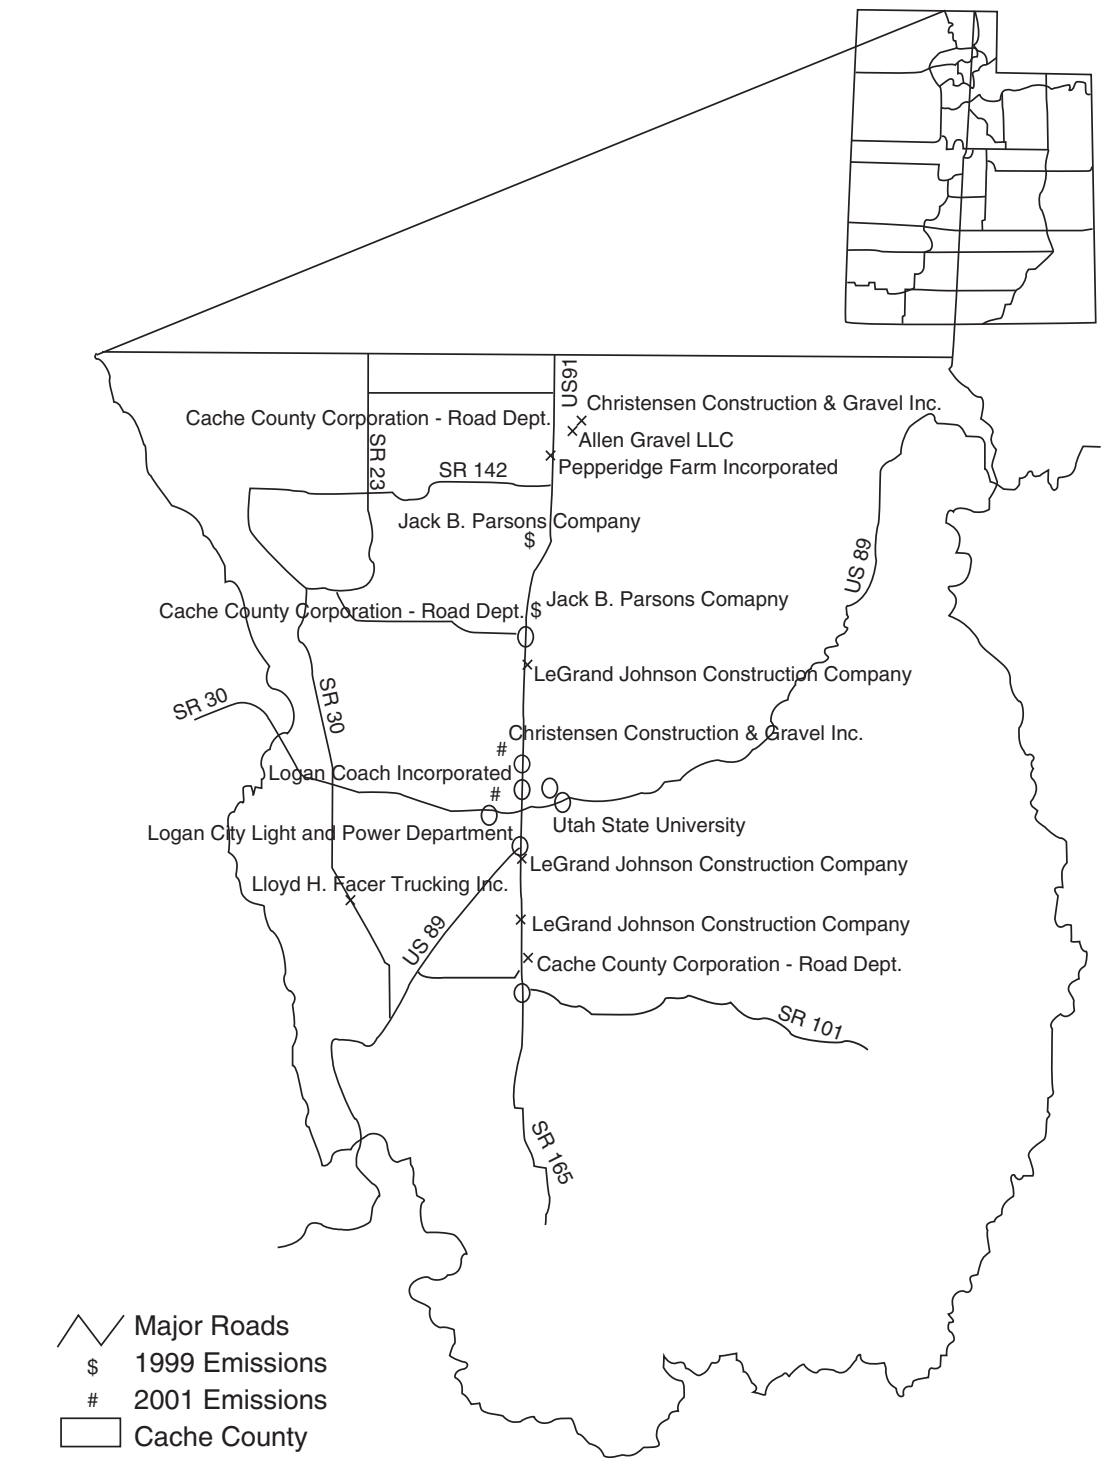 US91
Christensen Construction & Gravel Inc.
Cache County Corporation - Road Dept.
Allen Gravel LLC
SR 23
Pepperidge Farm Incorporated
SR 142
Jack B. Parsons Company
$
US 89
Jack B. Parsons Comapny
Cache County Corporation - Road Dept.
$
LeGrand Johnson Construction Company
SR 30
SR 30
Christensen Construction & Gravel Inc.
#
Logan Coach Incorporated
#
Utah State University
Logan City Light and Power Department
LeGrand Johnson Construction Company
Lloyd H. Facer Trucking Inc.
LeGrand Johnson Construction Company
US 89
Cache County Corporation - Road Dept.
SR 101
SR 165
Major Roads
$ 1999 Emissions
# 2001 Emissions
Cache County